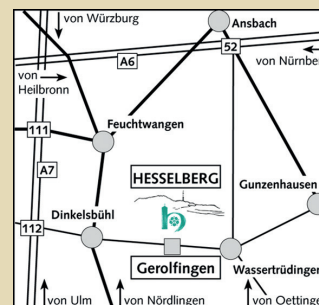 von Würzburg
Ansbach
52
A6
von Nürnbe
von
Heilbronn
Feuchtwangen
111
A7
HESSELBERG
Gunzenhausen
Dinkelsbühl
112
Gerolfingen
Wassertrüdingen
von Ulm
von Nördlingen
von Oettinge